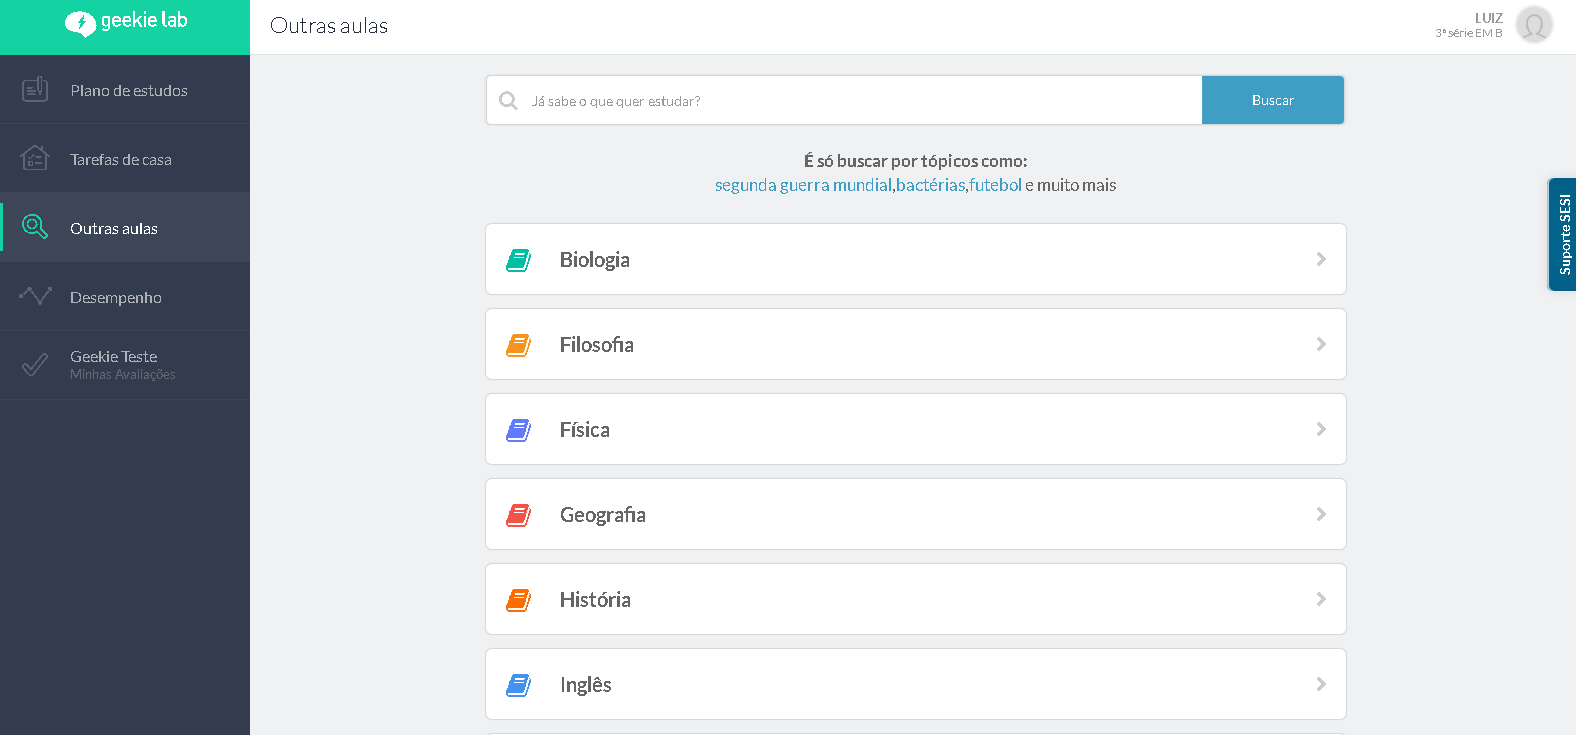 geekie lab
Outras aulas
LUIZ
3ª série EM B
Plano de estudos
Tarefas de casa
Outras aulas
Desempenho
Geekie Teste
Minhas Avaliações
Já sabe o que quer estudar?
Buscar
É só buscar por tópicos como:
segunda guerra mundial,bactérias,futebol e muito mais
Biologia
Filosofia
Física
Geografia
História
Inglês
Suporte SESI